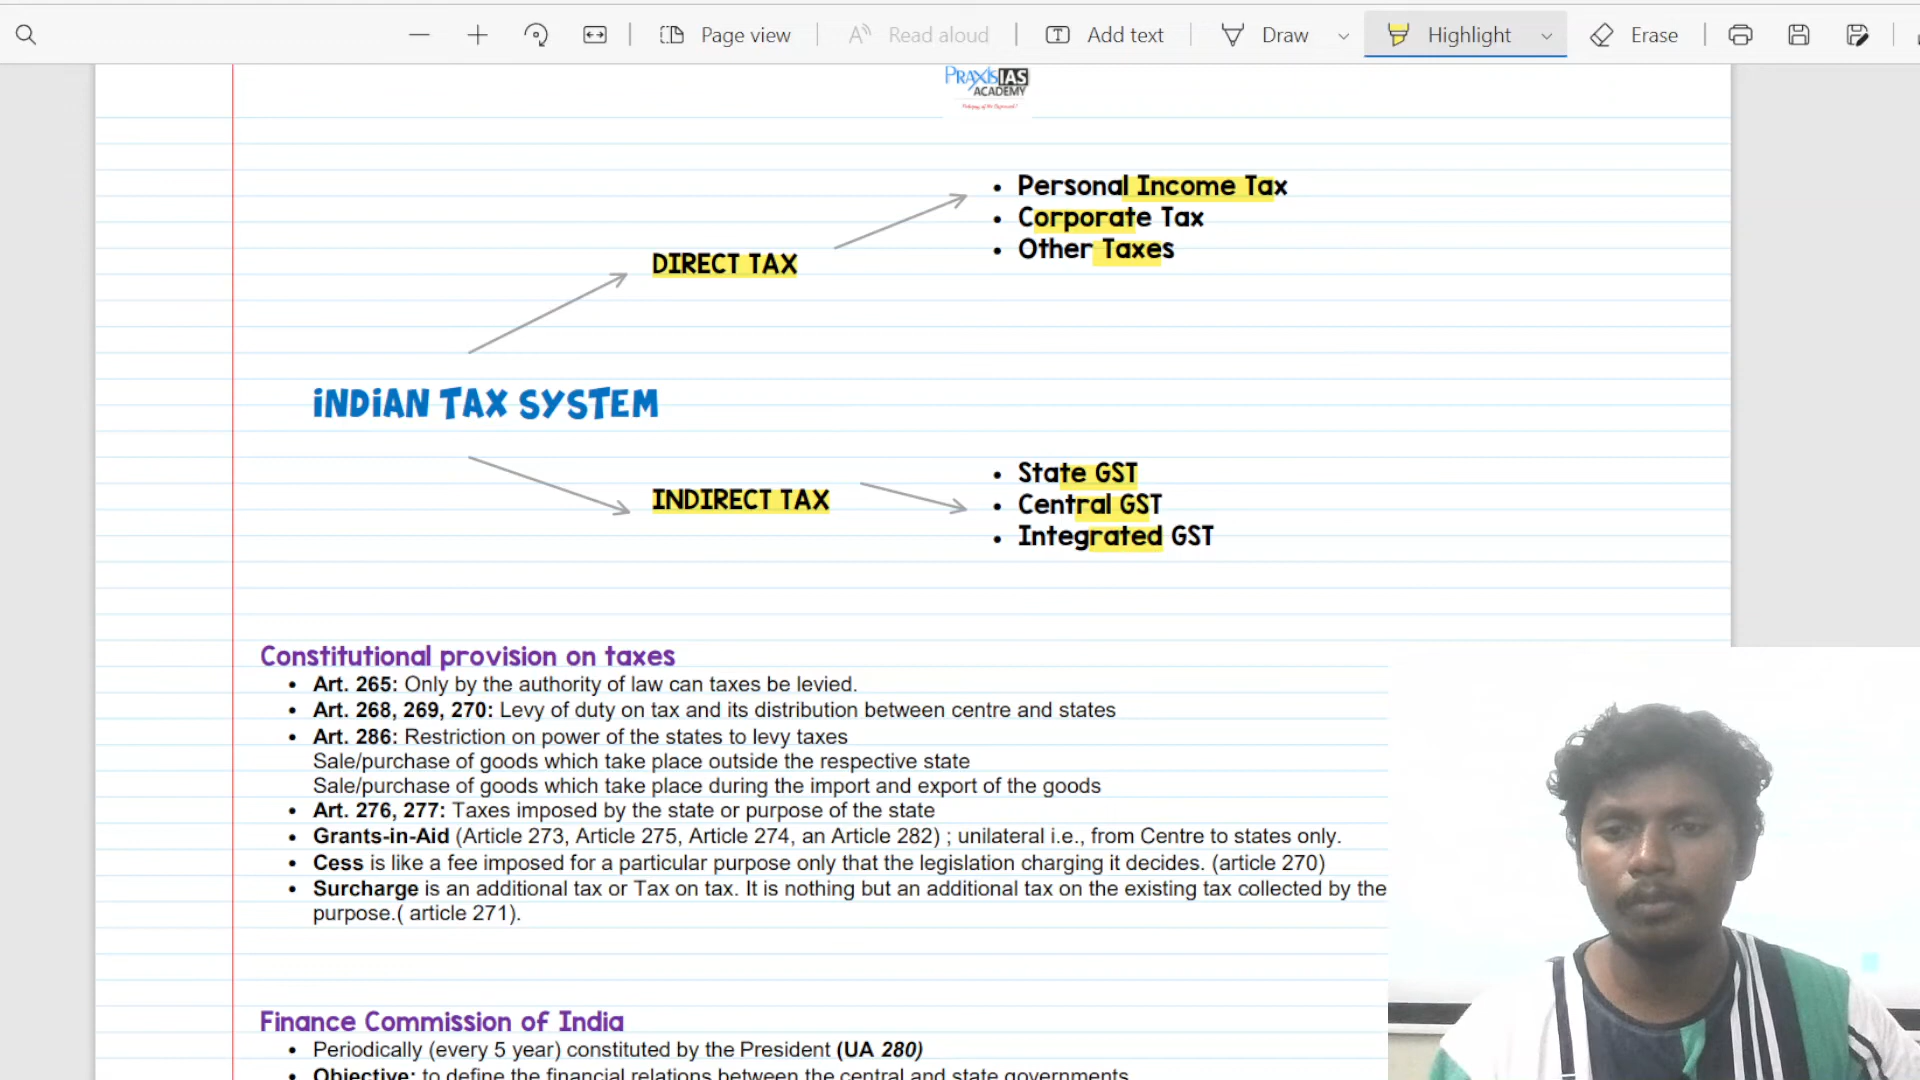 Page view
Read aloud
Add text
Draw
Highlight
Erase
PRAXIS IAS
ACADEMY
• Personal Income Tax
• Corporate Tax
• Other Taxes
DIRECT TAX
iNDiAN TAX SYSTEM
INDIRECT TAX
• State GST
• Central GST
• Integrated GST
Constitutional provision on taxes
• Art. 265: Only by the authority of law can taxes be levied.
• Art. 268, 269, 270: Levy of duty on tax and its distribution between centre and states
• Art. 286: Restriction on power of the states to levy taxes
Sale/purchase of goods which take place outside the respective state
Sale/purchase of goods which take place during the import and export of the goods
• Art. 276, 277: Taxes imposed by the state or purpose of the state
• Grants-in-Aid (Article 273, Article 275, Article 274, an Article 282) ; unilateral i.e., from Centre to states only.
• Cess is like a fee imposed for a particular purpose only that the legislation charging it decides. (article 270)
• Surcharge is an additional tax or Tax on tax. It is nothing but an additional tax on the existing tax collected by the
purpose.( article 271).
Finance Commission of India
• Periodically (every 5 year) constituted by the President (UA 280)
• Objective: to define the financial relations between the central and state governments